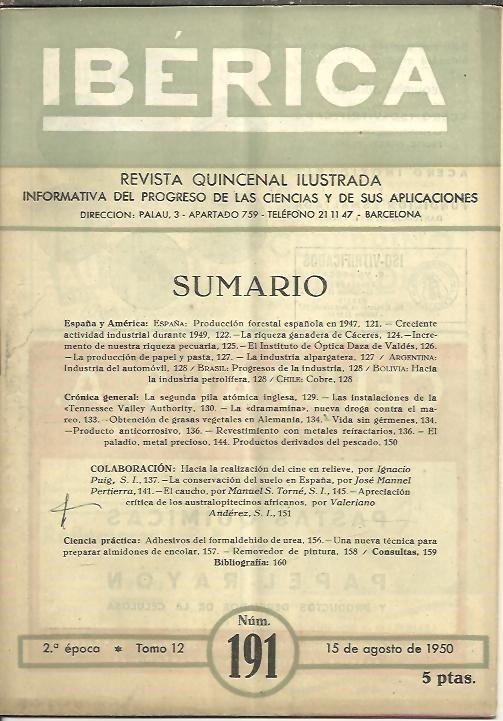 IBÉRICA
REVISTA QUINCENAL ILUSTRADA
INFORMATIVA DEL PROGRESO DE LAS CIENCIAS Y DE SUS APLICACIONES
DIRECCION: PALAU, 3 - APARTADO 759 - TELÉFONO 21 11 47 - BARCELONA
SUMARIO
España y América: ESPAÑA: Producción forestal española en 1947, 121. — Creciente
actividad industrial durante 1949, 122. — La riqueza ganadera de Cáceres, 124. — Incre-
mento de nuestra riqueza pecuaria, 125. — El Instituto de Óptica Daza de Valdés, 126.
— La producción de papel y pasta, 127. — La industria alpargatera, 127 / ARGENTINA:
Industria del automóvil, 128 / BRASIL: Progresos de la industria, 128 / BOLIVIA: Hacia
la industria petrolífera, 128 / CHILE: Cobre, 128
Crónica general: La segunda pila atómica inglesa, 129. — Las instalaciones de la
«Tennessee Valley Authority, 130. — La «dramamina», nueva droga contra el ma-
reo, 133. — Obtención de grasas vegetales en Alemania, 134. — Vida sin gérmenes, 134.
— Producto anticorrosivo, 136. — Revestimiento con metales refractarios, 136. — El
paladio, metal precioso, 144. Productos derivados del pescado, 150
COLABORACIÓN: Hacia la realización del cine en relieve, por Ignacio
Puig, S. I., 137. — La conservación del suelo en España, por José Mannel
Pertierra, 141. — El caucho, por Manuel S. Torné, S. I., 145. — Apreciación
crítica de los australopitecinos africanos, por Valeriano
Andérez, S. I., 151
Ciencia práctica: Adhesivos del formaldehido de urea, 156. — Una nueva técnica para
preparar almidones de encolar, 157. — Removedor de pintura, 158 / Consultas, 159
Bibliografía: 160
Núm.
2.ª época * Tomo 12 191 15 de agosto de 1950
5 ptas.